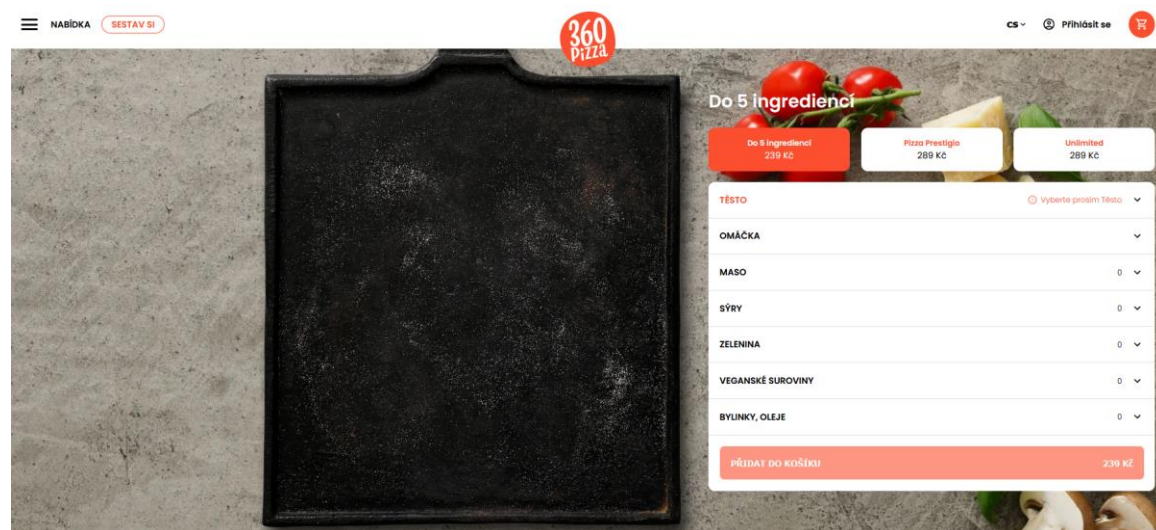 NABÍDKA SESTAV SI
360
Pizza
CS Přihlásit se
Do 5 ingrediencí
Do 5 ingrediencí
239 Kč
Pizza Prestigio
289 Kč
Unlimited
289 Kč
TĚSTO Vyberte prosím Těsto
OMÁČKA
MASO 0
SÝRY 0
ZELENINA 0
VEGANSKÉ SUROVINY 0
BYLINKY, OLEJE 0
PŘIDAT DO KOŠÍKU 239 Kč